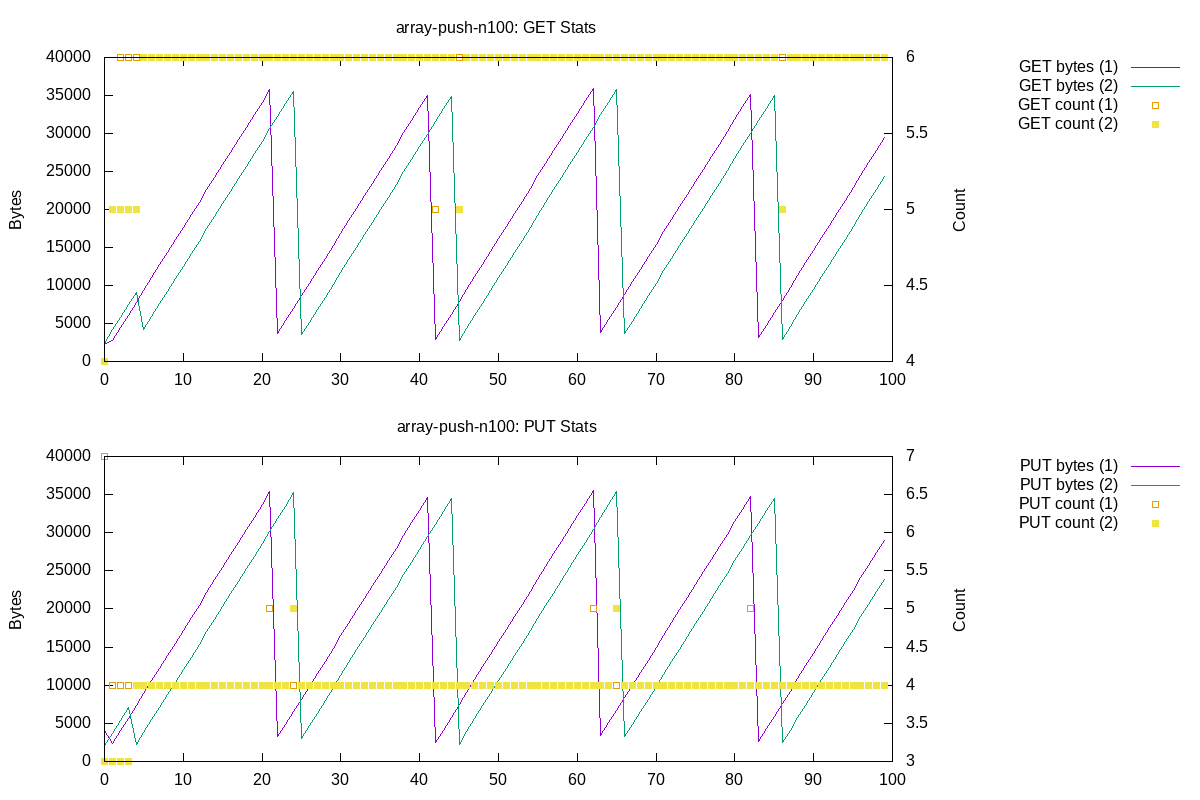 array-push-n100: GET Stats
40000
35000
30000
25000
20000
15000
10000
5000
0
Bytes
6
5.5
5
4.5
4
Count
0 10 20 30 40 50 60 70 80 90 100
GET bytes (1)
GET bytes (2)
GET count (1)
GET count (2)
array-push-n100: PUT Stats
40000
35000
30000
25000
20000
15000
10000
5000
0
Bytes
7
6.5
6
5.5
5
4.5
4
3.5
3
Count
0 10 20 30 40 50 60 70 80 90 100
PUT bytes (1)
PUT bytes (2)
PUT count (1)
PUT count (2)